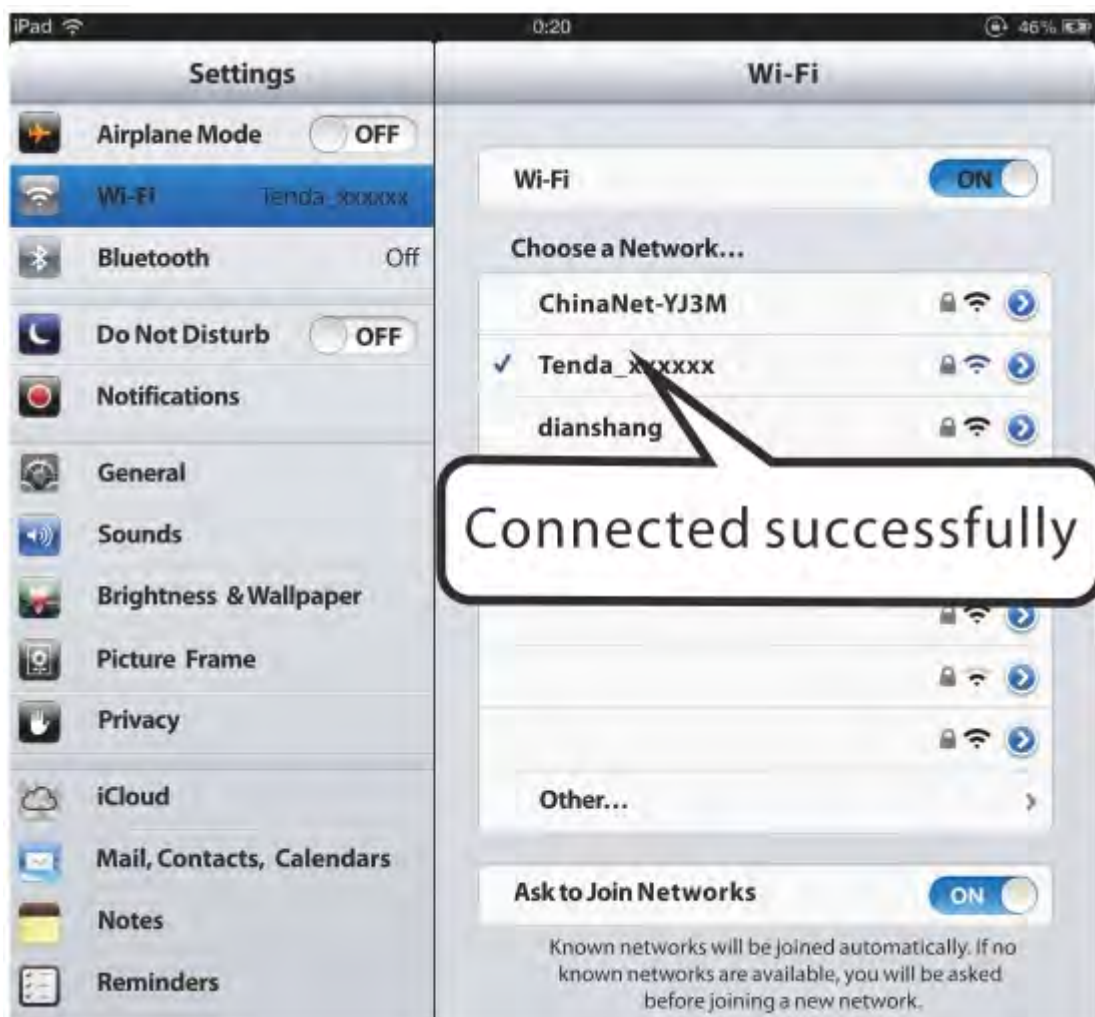 iPad 0:20 46%
Settings
Airplane Mode OFF
Wi-Fi Tenda_xxxxxx
Bluetooth Off
Do Not Disturb OFF
Notifications
General
Sounds
Brightness & Wallpaper
Picture Frame
Privacy
iCloud
Mail, Contacts, Calendars
Notes
Reminders
Wi-Fi
Wi-Fi ON
Choose a Network...
ChinaNet-YJ3M
Tenda_xxxxxx
dianshang
Connected successfully
Other...
Ask to Join Networks ON
Known networks will be joined automatically. If no
known networks are available, you will be asked
before joining a new network.